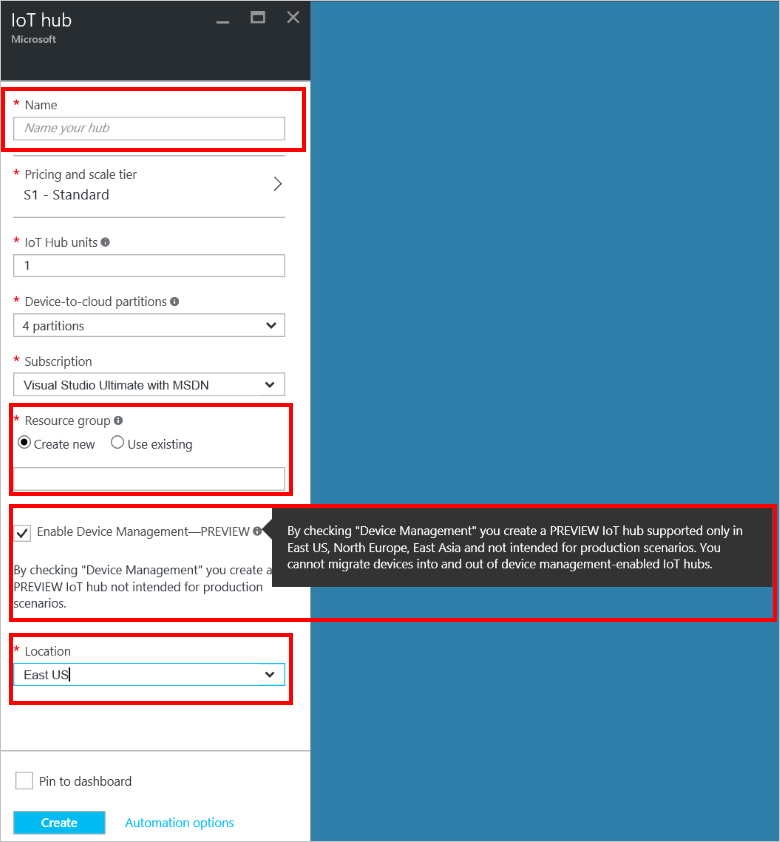 IoT hub
Microsoft
* Name
Name your hub
* Pricing and scale tier
S1 - Standard
* IoT Hub units
1
* Device-to-cloud partitions
4 partitions
* Subscription
Visual Studio Ultimate with MSDN
* Resource group
Create new Use existing
Enable Device Management—PREVIEW
By checking "Device Management" you create a PREVIEW IoT hub supported only in
East US, North Europe, East Asia and not intended for production scenarios. You
cannot migrate devices into and out of device management-enabled IoT hubs.
By checking "Device Management" you create a
PREVIEW IoT hub not intended for production
scenarios.
* Location
East US
Pin to dashboard
Create Automation options